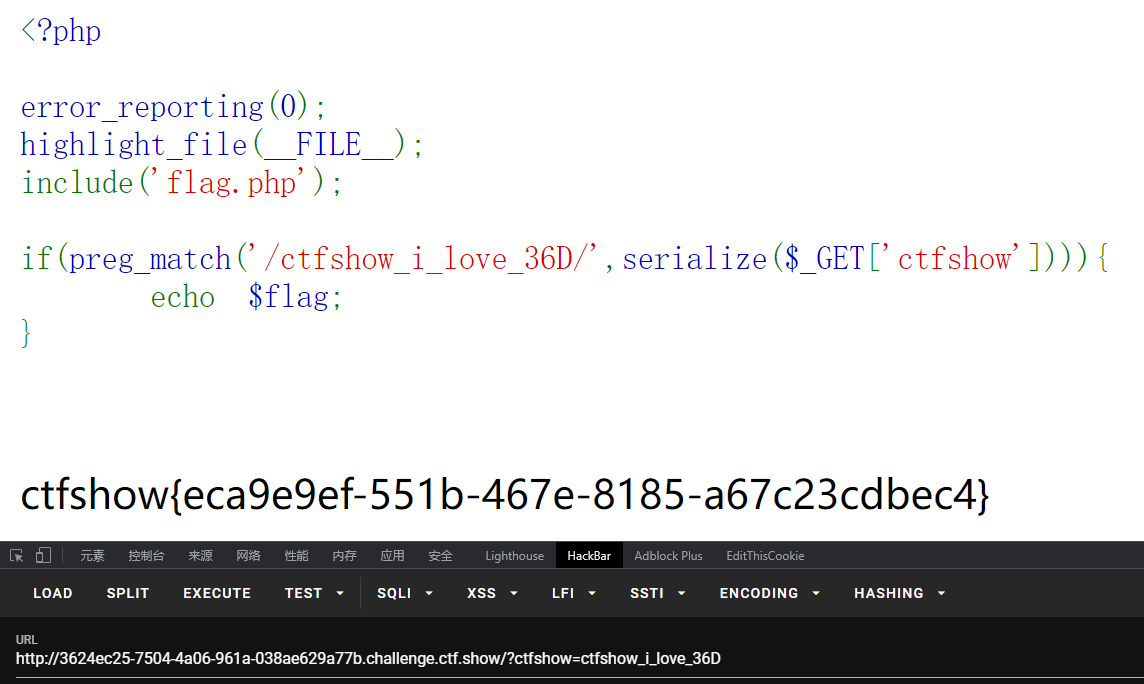 <?php
error_reporting(0);
highlight_file(__FILE__);
include('flag.php');
if(preg_match('/ctfshow_i_love_36D/',serialize($_GET['ctfshow']))){
echo $flag;
}
ctfshow{eca9e9ef-551b-467e-8185-a67c23cdbec4}
元素 控制台 来源 网络 性能 内存 应用 安全 Lighthouse HackBar Adblock Plus EditThisCookie
LOAD SPLIT EXECUTE TEST SQLI XSS LFI SSTI ENCODING HASHING
URL
http://3624ec25-7504-4a06-961a-038ae629a77b.challenge.ctf.show/?ctfshow=ctfshow_i_love_36D